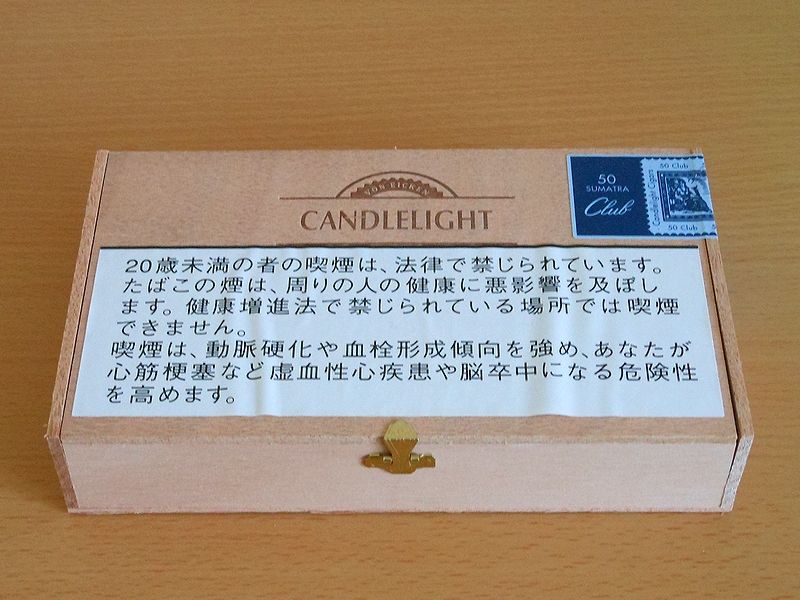 VON EICKEN
CANDLELIGHT
50
SUMATRA
Club
50 Club
Candlelight Cigars
50 Club
20歳未満の者の喫煙は、法律で禁じられています。
たばこの煙は、周りの人の健康に悪影響を及ぼし
ます。健康増進法で禁じられている場所では喫煙
できません。
喫煙は、動脈硬化や血栓形成傾向を強め、あなたが
心筋梗塞など虚血性心疾患や脳卒中になる危険性
を高めます。